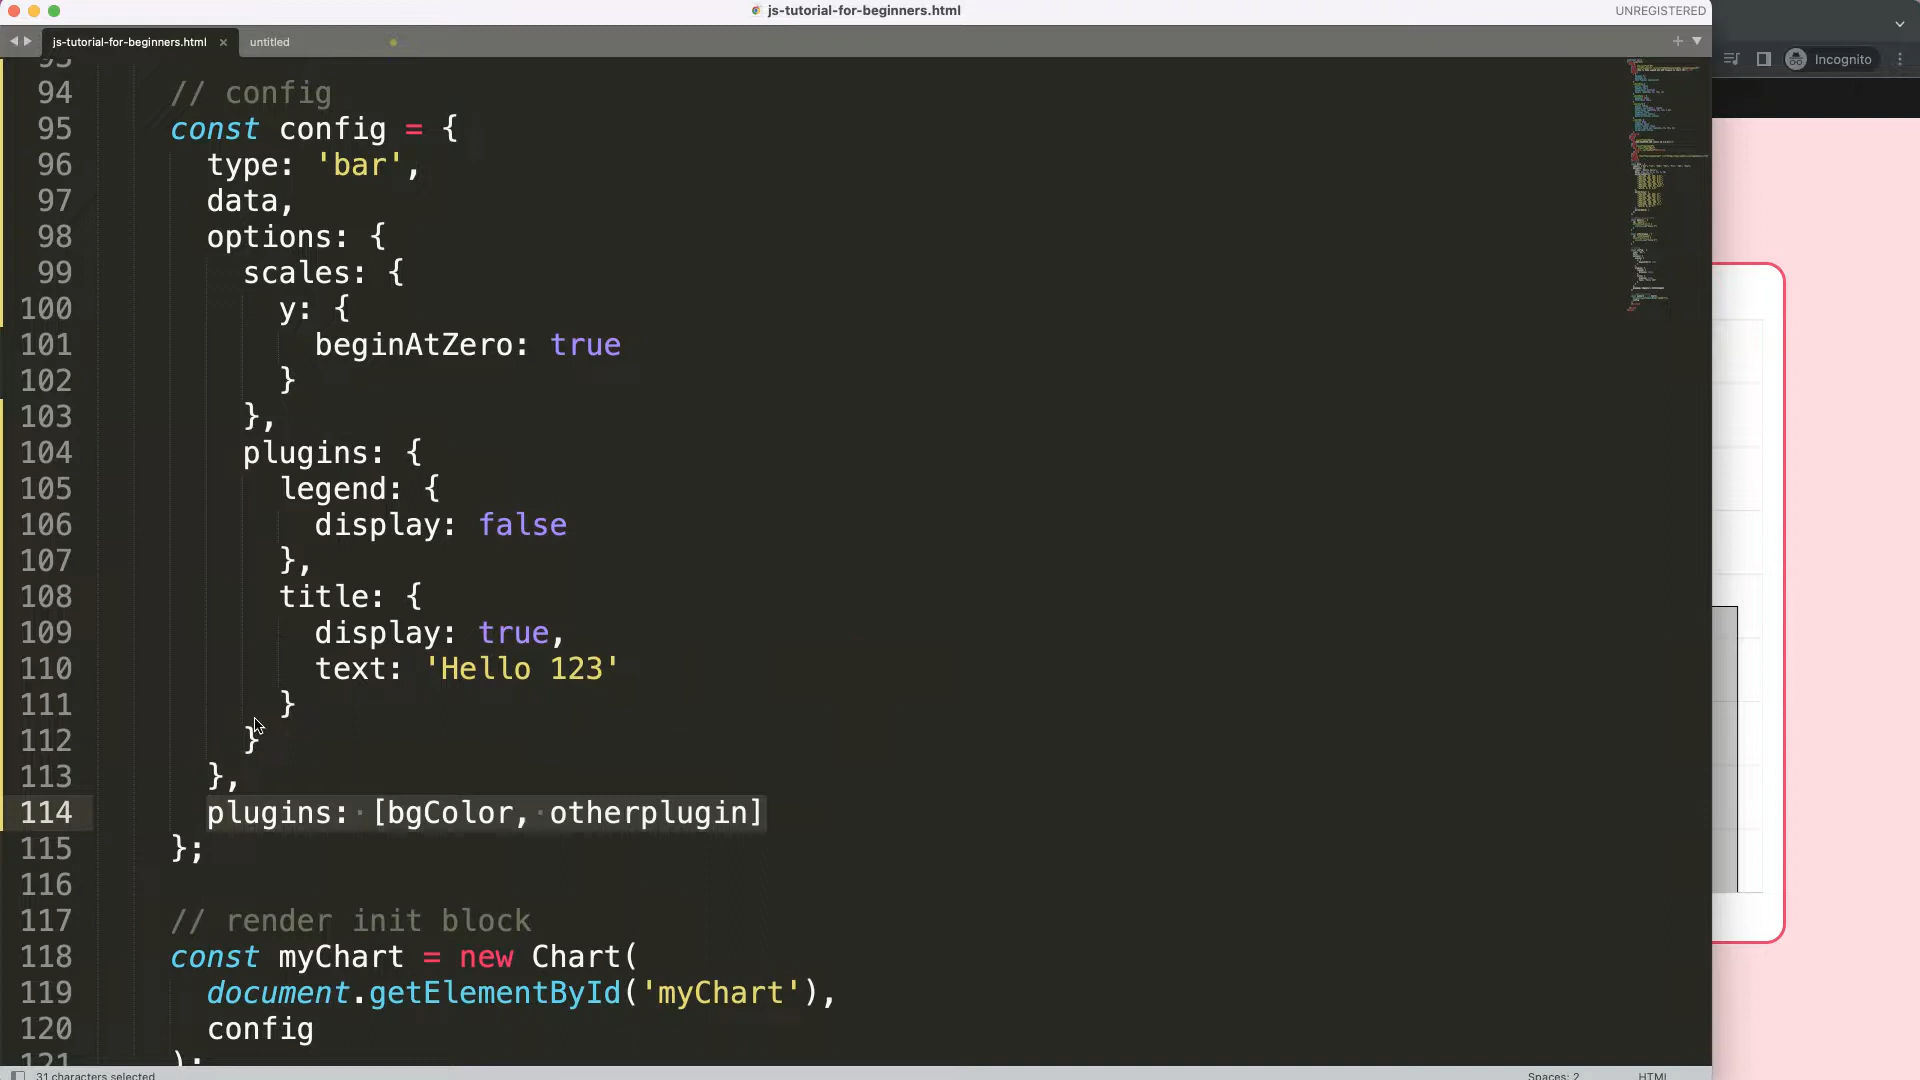 js-tutorial-for-beginners.html
UNREGISTERED
js-tutorial-for-beginners.html × untitled
Incognito
93
94 // config
95 const config = {
96 type: 'bar',
97 data,
98 options: {
99 scales: {
100 y: {
101 beginAtZero: true
102 }
103 },
104 plugins: {
105 legend: {
106 display: false
107 },
108 title: {
109 display: true,
110 text: 'Hello 123'
111 }
112 }
113 },
114 plugins: [bgColor, otherplugin]
115 };
116
117 // render init block
118 const myChart = new Chart(
119 document.getElementById('myChart'),
120 config
121 );
31 characters selected
Spaces: 2
HTML